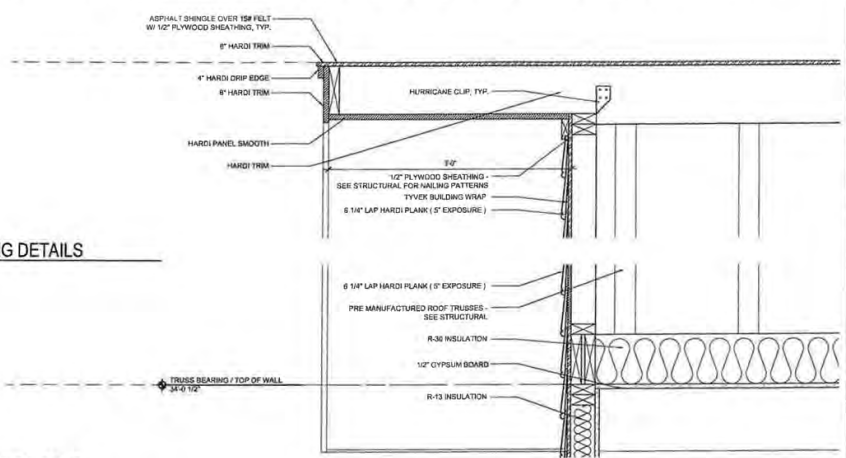 ASPHALT SHINGLE OVER 15# FELT
W/ 1/2" PLYWOOD SHEATHING, TYP.
6" HARDI TRIM
4" HARDI DRIP EDGE
6" HARDI TRIM
HURRICANE CLIP, TYP.
HARDI PANEL SMOOTH
HARDI TRIM
1/2" PLYWOOD SHEATHING -
SEE STRUCTURAL FOR NAILING PATTERNS
TYVEK BUILDING WRAP
6 1/4" LAP HARDI PLANK ( 5" EXPOSURE )
G DETAILS
6 1/4" LAP HARDI PLANK ( 5" EXPOSURE )
PRE MANUFACTURED ROOF TRUSSES -
SEE STRUCTURAL
R-30 INSULATION
1/2" GYPSUM BOARD
TRUSS BEARING / TOP OF WALL
34'-0 1/2"
R-13 INSULATION